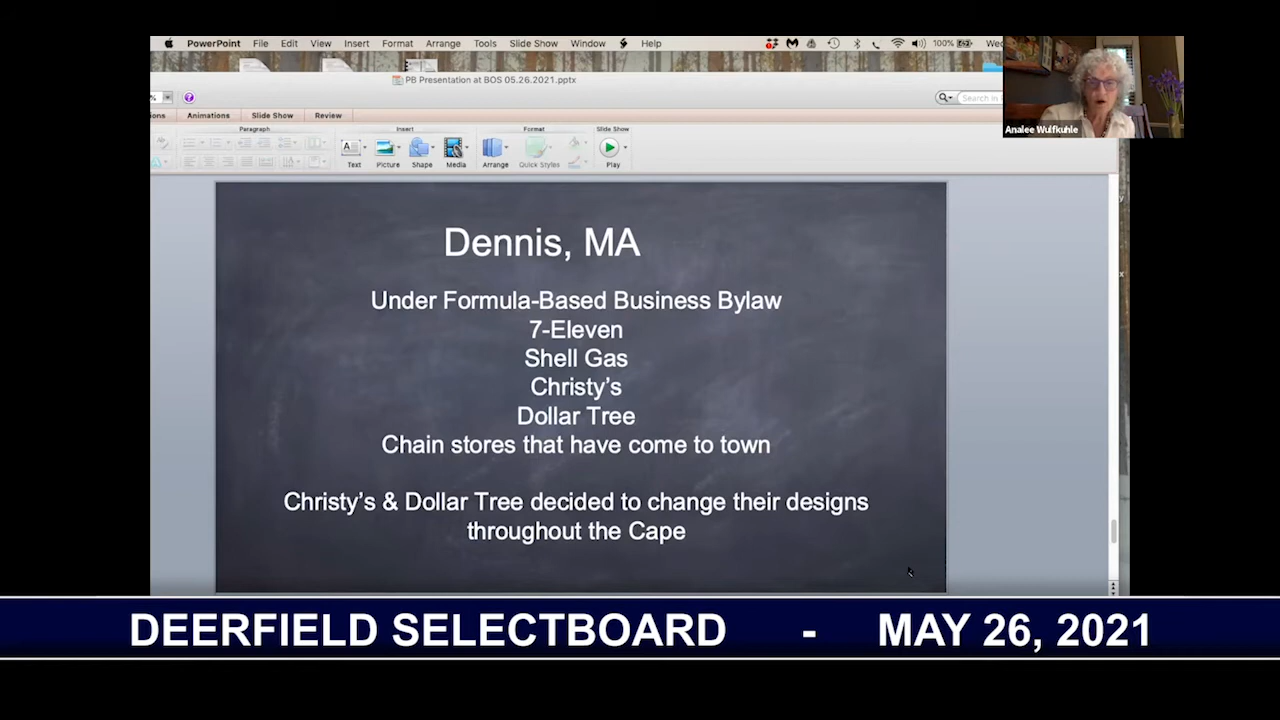 PowerPoint File Edit View Insert Format Arrange Tools Slide Show Window Help 100% Wed
PB Presentation at BOS 05.26.2021.pptx
Search in
Animations Slide Show Review
Paragraph Insert Format Slide Show
Text Picture Shape Media Arrange Quick Styles Play
Analee Wulfkuhle
Dennis, MA
Under Formula-Based Business Bylaw
7-Eleven
Shell Gas
Christy's
Dollar Tree
Chain stores that have come to town
Christy's & Dollar Tree decided to change their designs
throughout the Cape
DEERFIELD SELECTBOARD - MAY 26, 2021